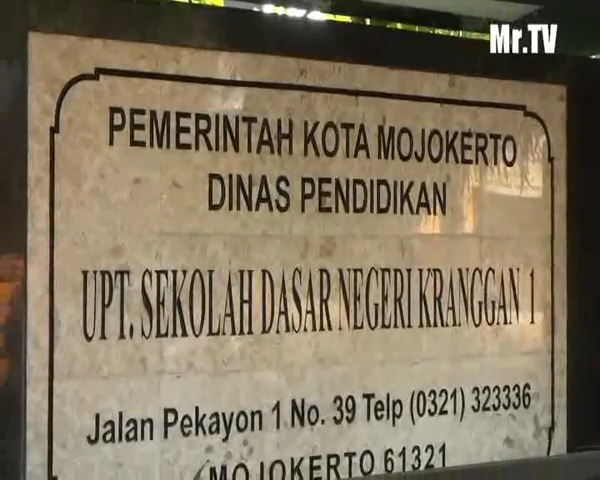 Mr.TV
PEMERINTAH KOTA MOJOKERTO
DINAS PENDIDIKAN
UPT. SEKOLAH DASAR NEGERI KRANGGAN 1
Jalan Pekayon 1 No. 39 Telp (0321) 323336
MOJOKERTO 61321